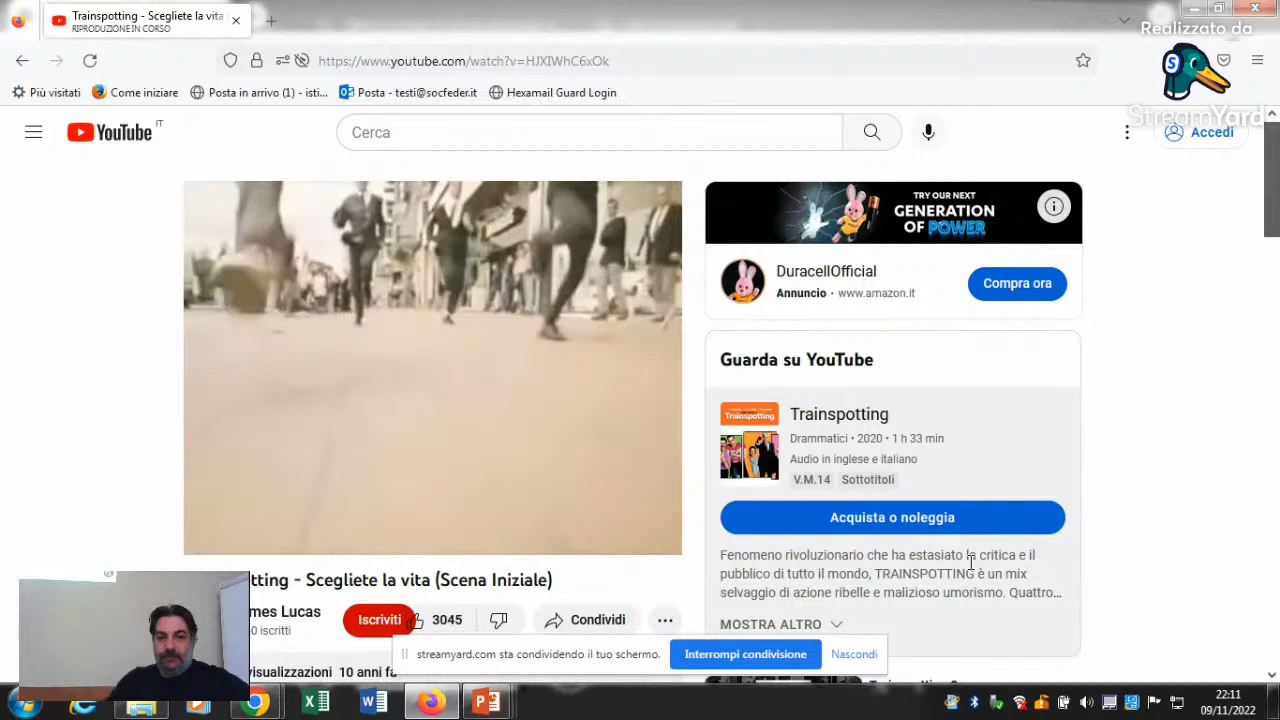 Trainspotting - Scegliete la vita
RIPRODUZIONE IN CORSO
Realizzato da
StreamYard
https://www.youtube.com/watch?v=HJXlWhC6xOk
Più visitati
Come iniziare
Posta in arrivo (1) - isti...
Posta - testi@socfeder.it
Hexamail Guard Login
YouTube IT
Cerca
Accedi
TRY OUR NEXT
GENERATION
OF POWER
DuracellOfficial
Annuncio • www.amazon.it
Compra ora
Guarda su YouTube
Trainspotting
Trainspotting
Drammatici • 2020 • 1 h 33 min
Audio in inglese e italiano
V.M.14 Sottotitoli
Acquista o noleggia
Fenomeno rivoluzionario che ha estasiato la critica e il
pubblico di tutto il mondo, TRAINSPOTTING è un mix
selvaggio di azione ribelle e malizioso umorismo. Quattro...
MOSTRA ALTRO
tting - Scegliete la vita (Scena Iniziale)
mes Lucas
0 iscritti
Iscriviti
3045
Condividi
streamyard.com sta condividendo il tuo schermo.
Interrompi condivisione
Nascondi
visualizzazioni 10 anni fa
22:11
09/11/2022